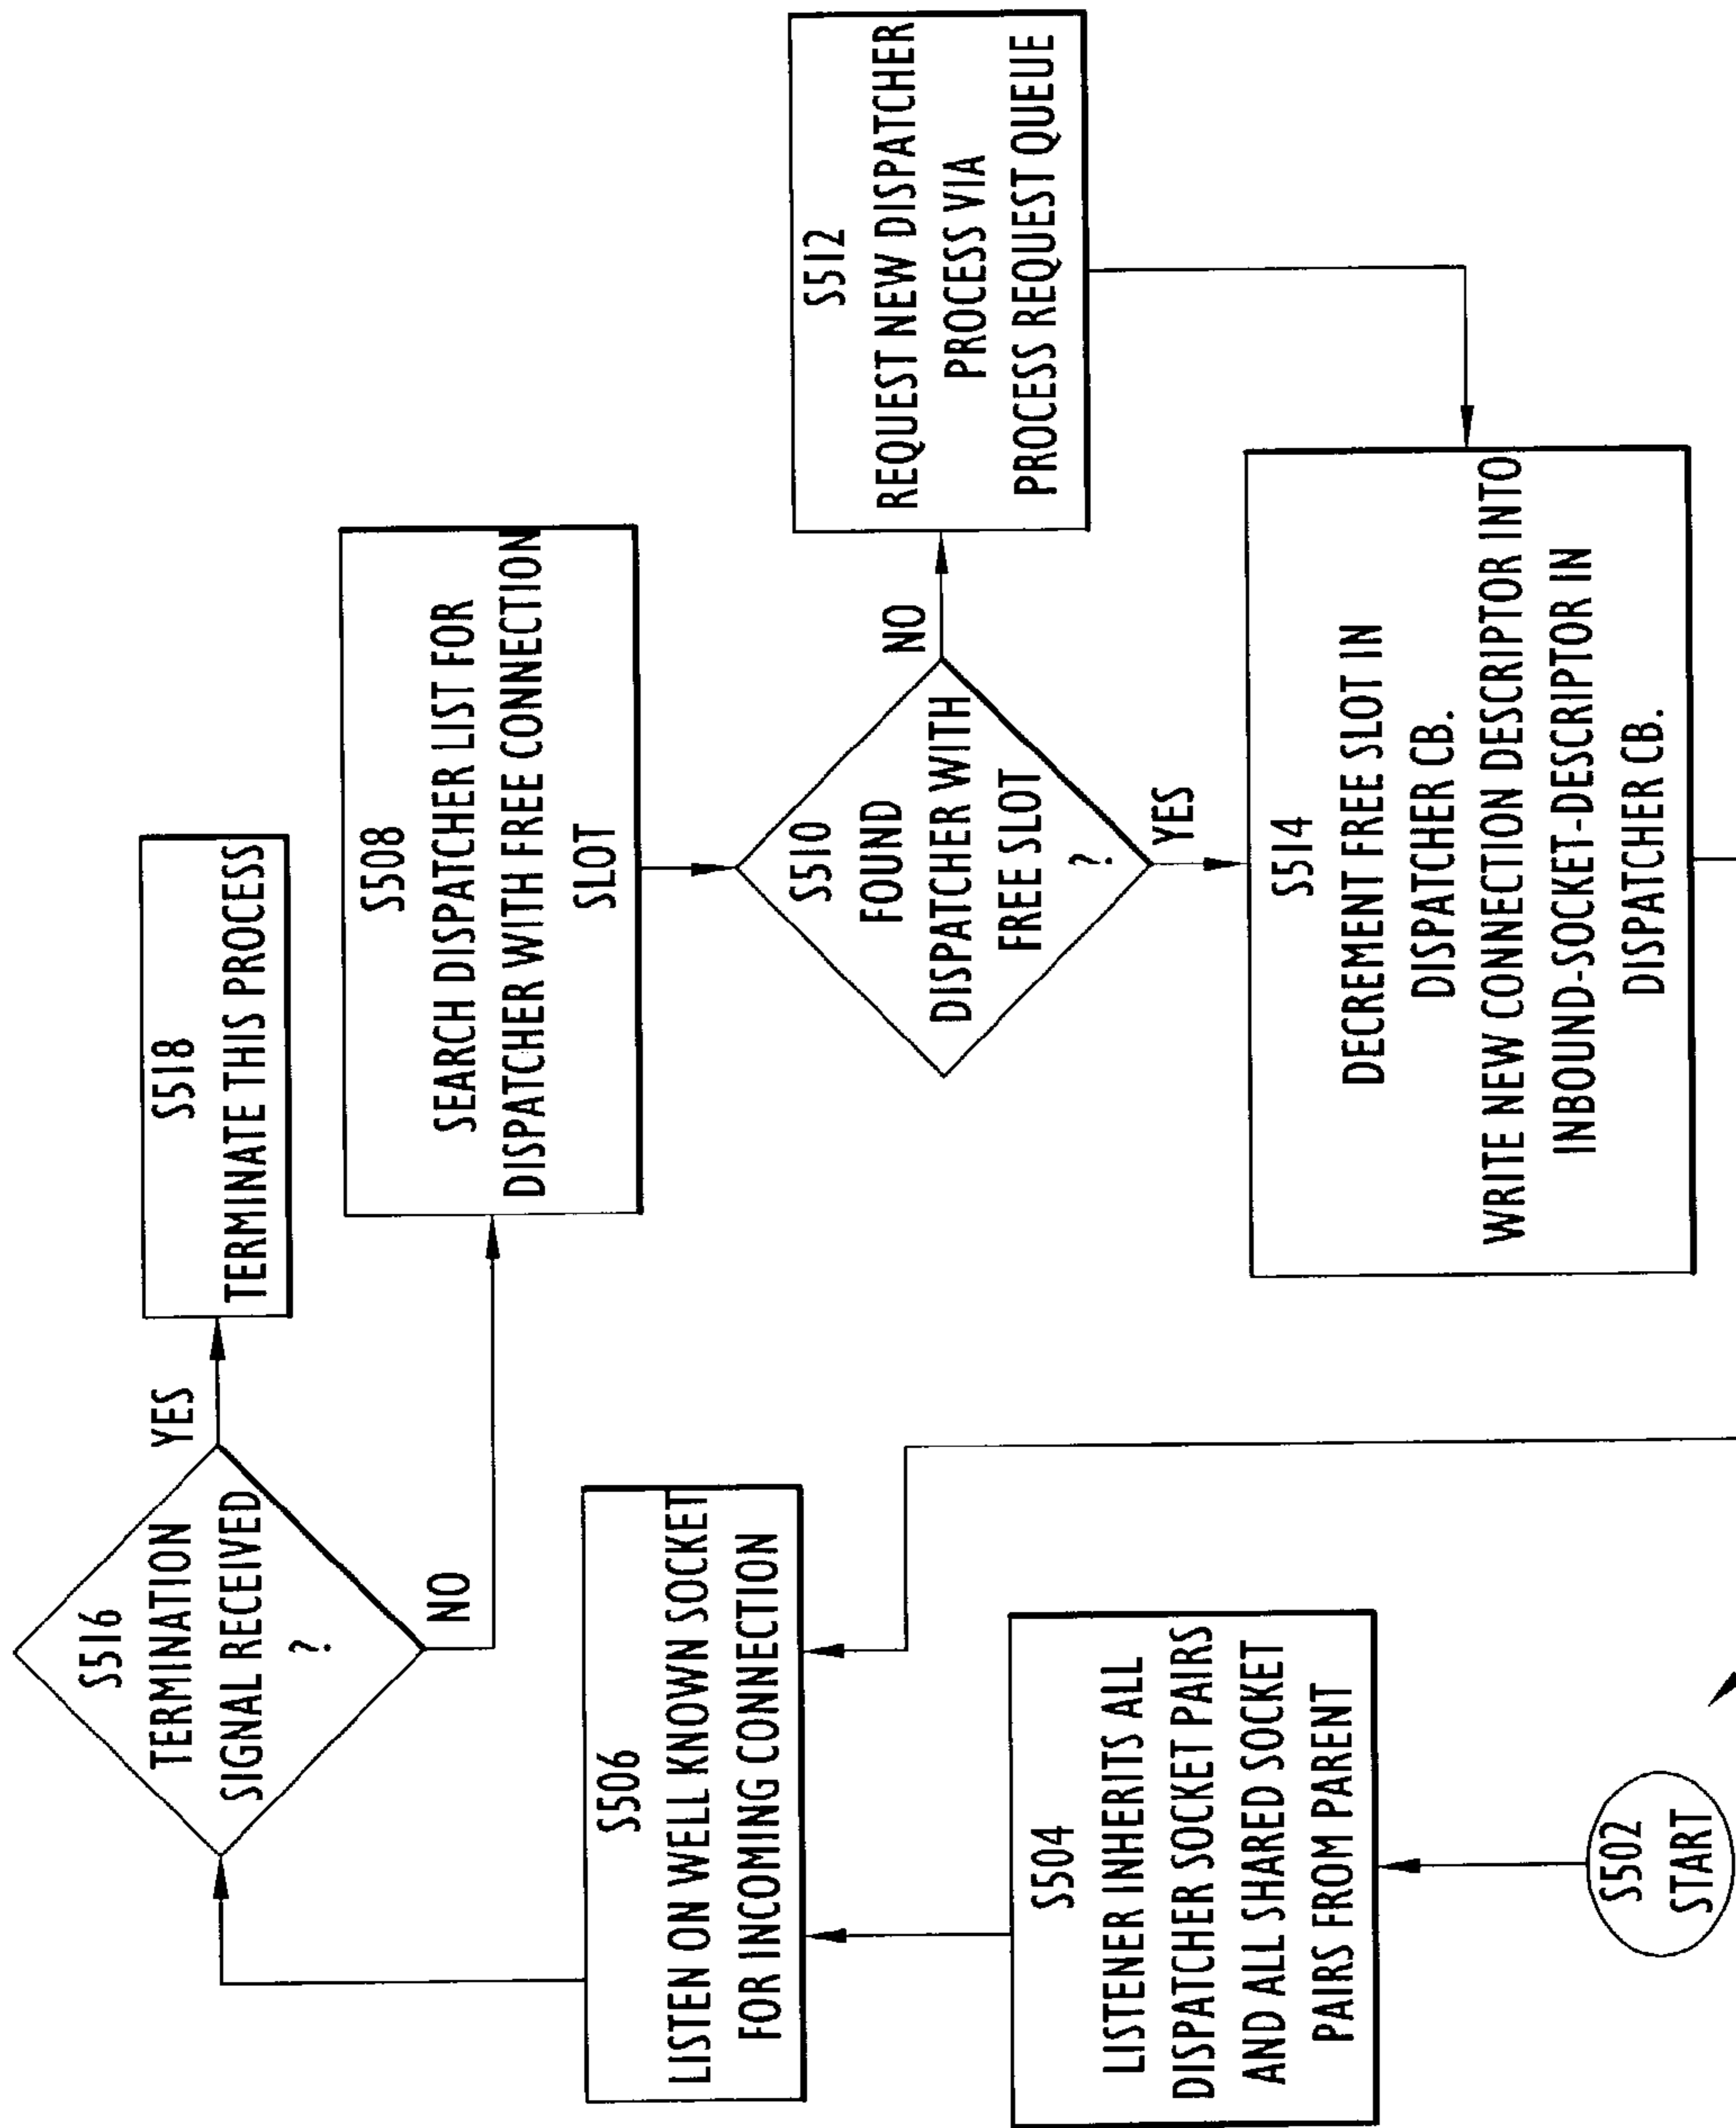 S502
START
S504
LISTENER INHERITS ALL
DISPATCHER SOCKET PAIRS
AND ALL SHARED SOCKET
PAIRS FROM PARENT
S506
LISTEN ON WELL KNOWN SOCKET
FOR INCOMING CONNECTION
S516
TERMINATION
SIGNAL RECEIVED
?
YES
NO
S518
TERMINATE THIS PROCESS
S508
SEARCH DISPATCHER LIST FOR
DISPATCHER WITH FREE CONNECTION
SLOT
S510
FOUND
DISPATCHER WITH
FREE SLOT
?
NO
YES
S512
REQUEST NEW DISPATCHER
PROCESS VIA
PROCESS REQUEST QUEUE
S514
DECREMENT FREE SLOT IN
DISPATCHER CB.
WRITE NEW CONNECTION DESCRIPTOR INTO
INBOUND-SOCKET-DESCRIPTOR IN
DISPATCHER CB.